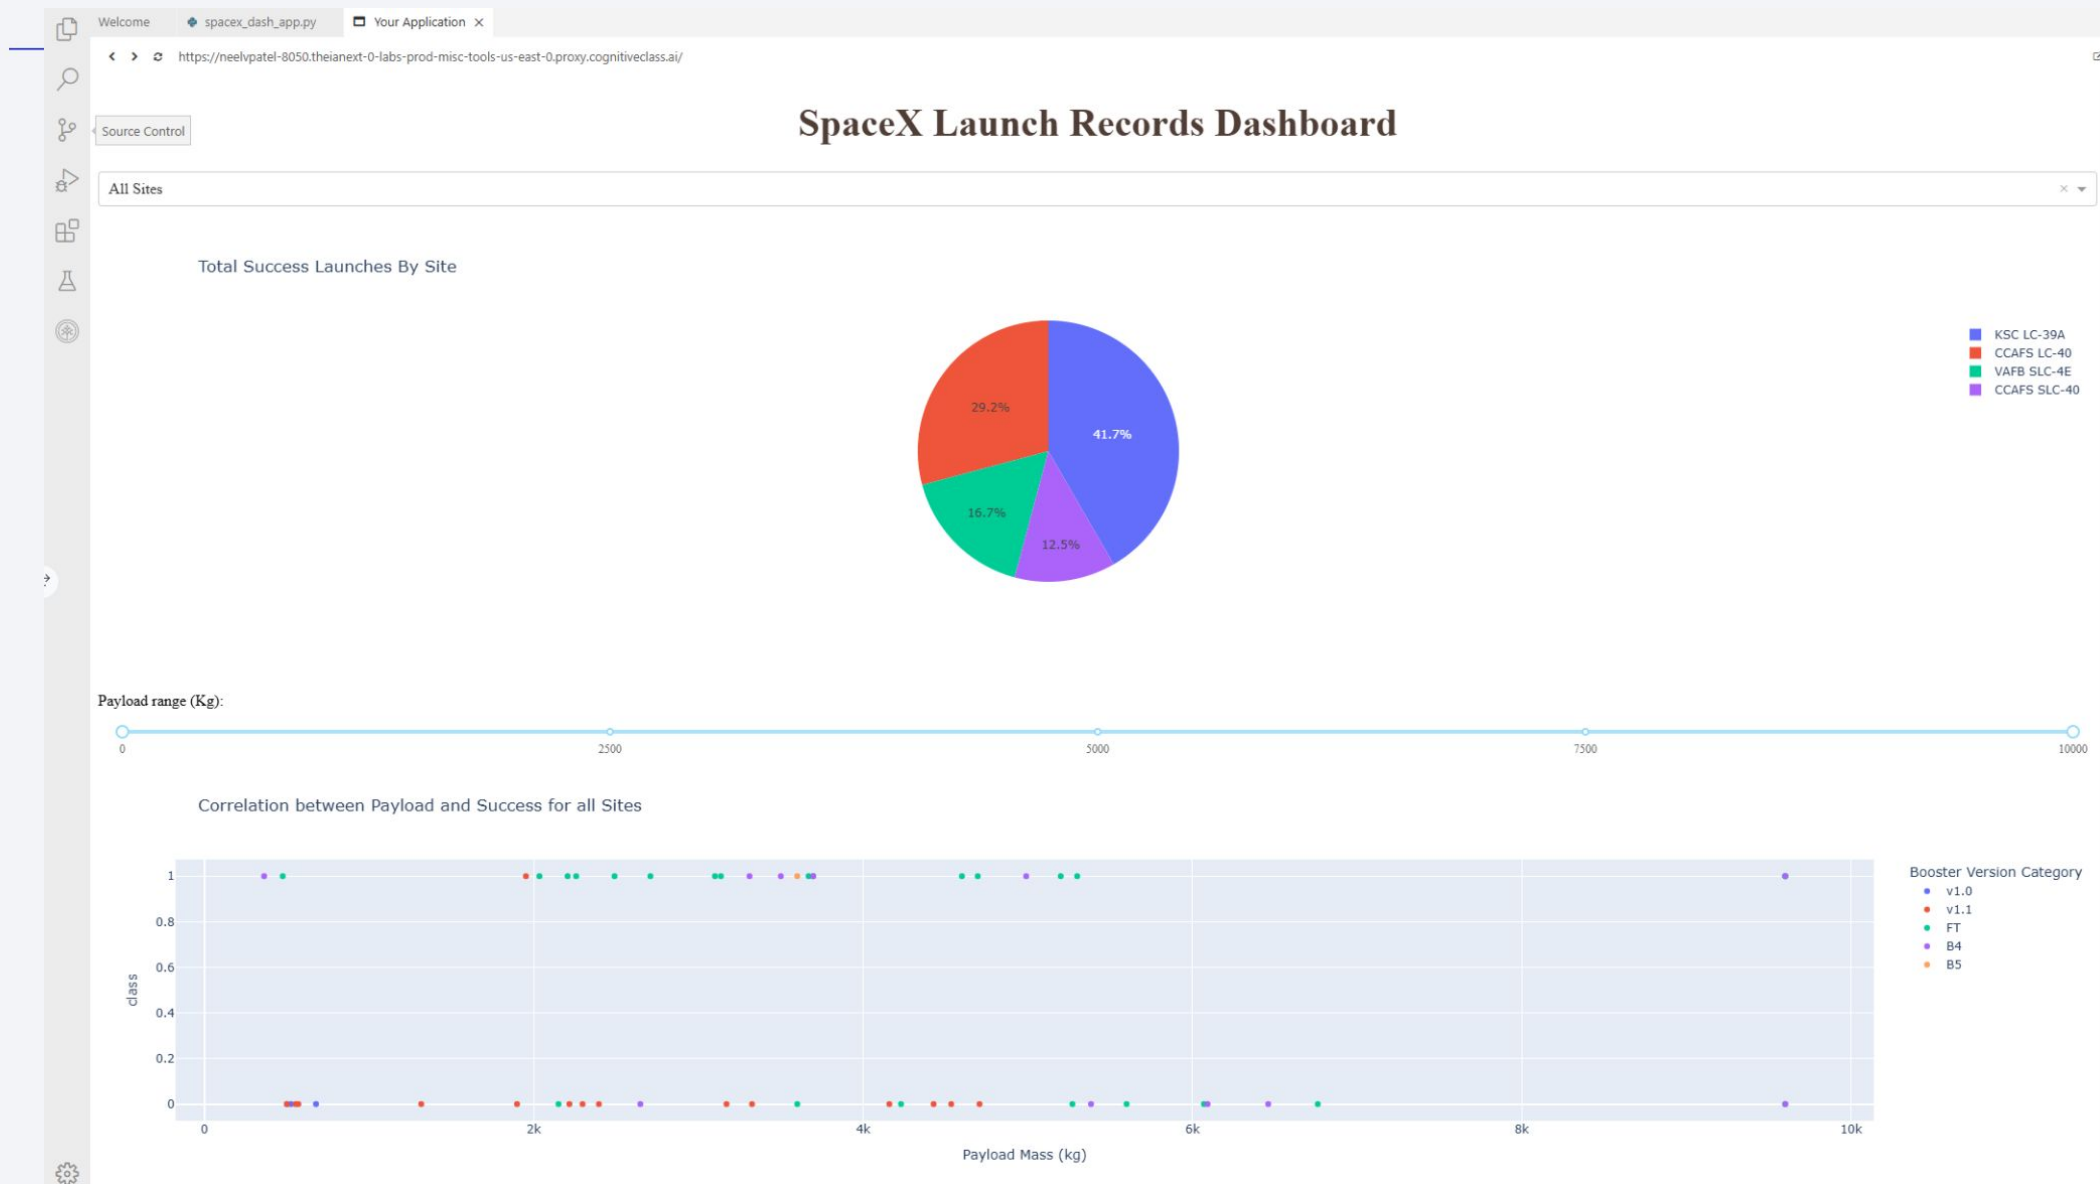 Welcome
spacex_dash_app.py
Your Application
https://neelvpatel-8050.theianext-0-labs-prod-misc-tools-us-east-0.proxy.cognitiveclass.ai/
SpaceX Launch Records Dashboard
Source Control
All Sites
Total Success Launches By Site
KSC LC-39A
CCAFS LC-40
VAFB SLC-4E
CCAFS SLC-40
29.2%
41.7%
16.7%
12.5%
Payload range (Kg):
0 2500 5000 7500 10000
Correlation between Payload and Success for all Sites
Booster Version Category
v1.0
v1.1
FT
B4
B5
1
0.8
0.6
0.4
0.2
0
class
0 2k 4k 6k 8k 10k
Payload Mass (kg)